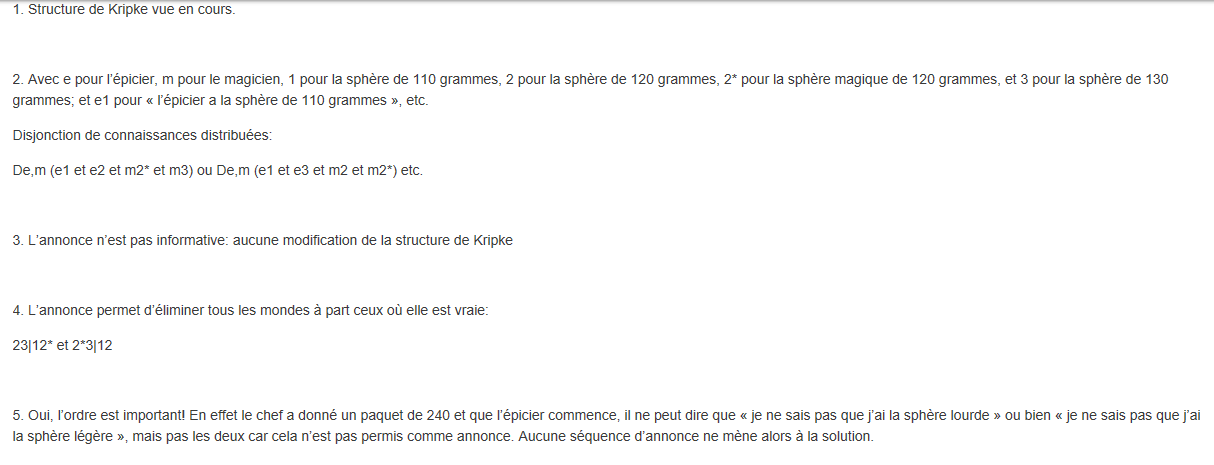 1. Structure de Kripke vue en cours.
2. Avec e pour l’épicier, m pour le magicien, 1 pour la sphère de 110 grammes, 2 pour la sphère de 120 grammes, 2* pour la sphère magique de 120 grammes, et 3 pour la sphère de 130
grammes; et e1 pour « l’épicier a la sphère de 110 grammes », etc.
Disjonction de connaissances distribuées:
De,m (e1 et e2 et m2* et m3) ou De,m (e1 et e3 et m2 et m2*) etc.
3. L’annonce n’est pas informative: aucune modification de la structure de Kripke
4. L’annonce permet d’éliminer tous les mondes à part ceux où elle est vraie:
23|12* et 2*3|12
5. Oui, l’ordre est important! En effet le chef a donné un paquet de 240 et que l’épicier commence, il ne peut dire que « je ne sais pas que j’ai la sphère lourde » ou bien « je ne sais pas que j’ai
la sphère légère », mais pas les deux car cela n’est pas permis comme annonce. Aucune séquence d’annonce ne mène alors à la solution.